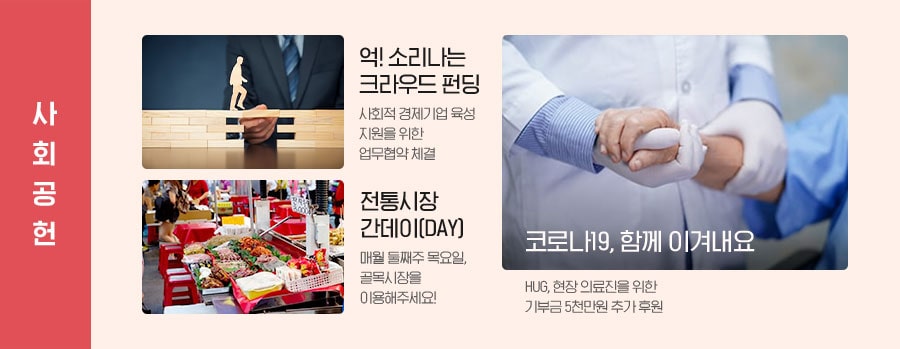 사회공헌
억! 소리나는
크라우드 펀딩
사회적 경제기업 육성
지원을 위한
업무협약 체결
전통시장
간데이(DAY)
매월 둘째주 목요일,
골목시장을
이용해주세요!
코로나19, 함께 이겨내요
HUG, 현장 의료진을 위한
기부금 5천만원 추가 후원